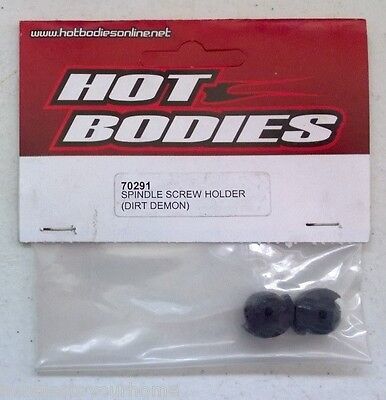 www.hotbodiesonline.net
HOT
BODIES
70291
SPINDLE SCREW HOLDER
(DIRT DEMON)